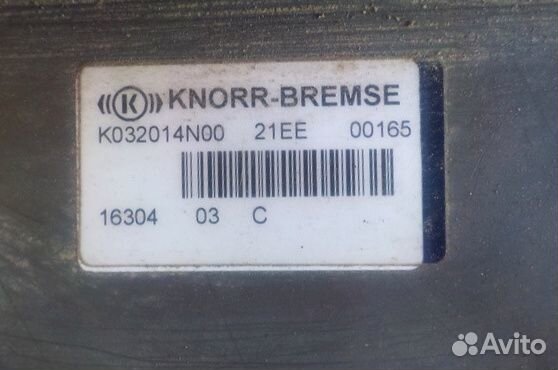 K KNORR-BREMSE
K032014N00 21EE 00165
16304 03 C
Avito